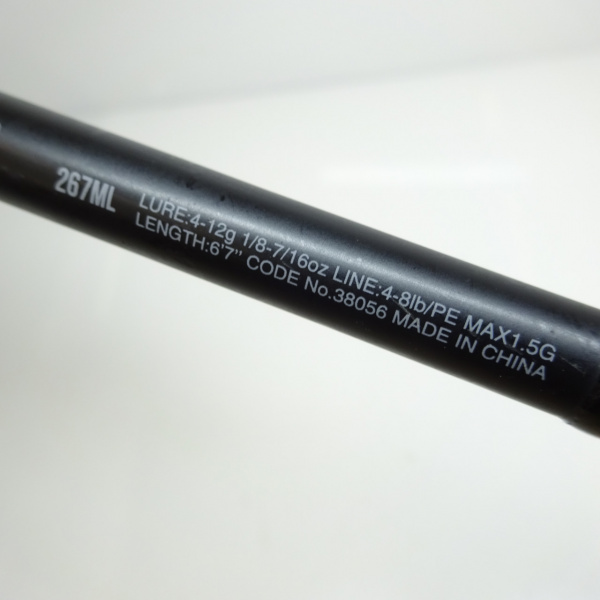 267ML
LURE:4-12g 1/8-7/16oz LINE:4-8lb/PE MAX1.5G
LENGTH:6'7" CODE No.38056 MADE IN CHINA